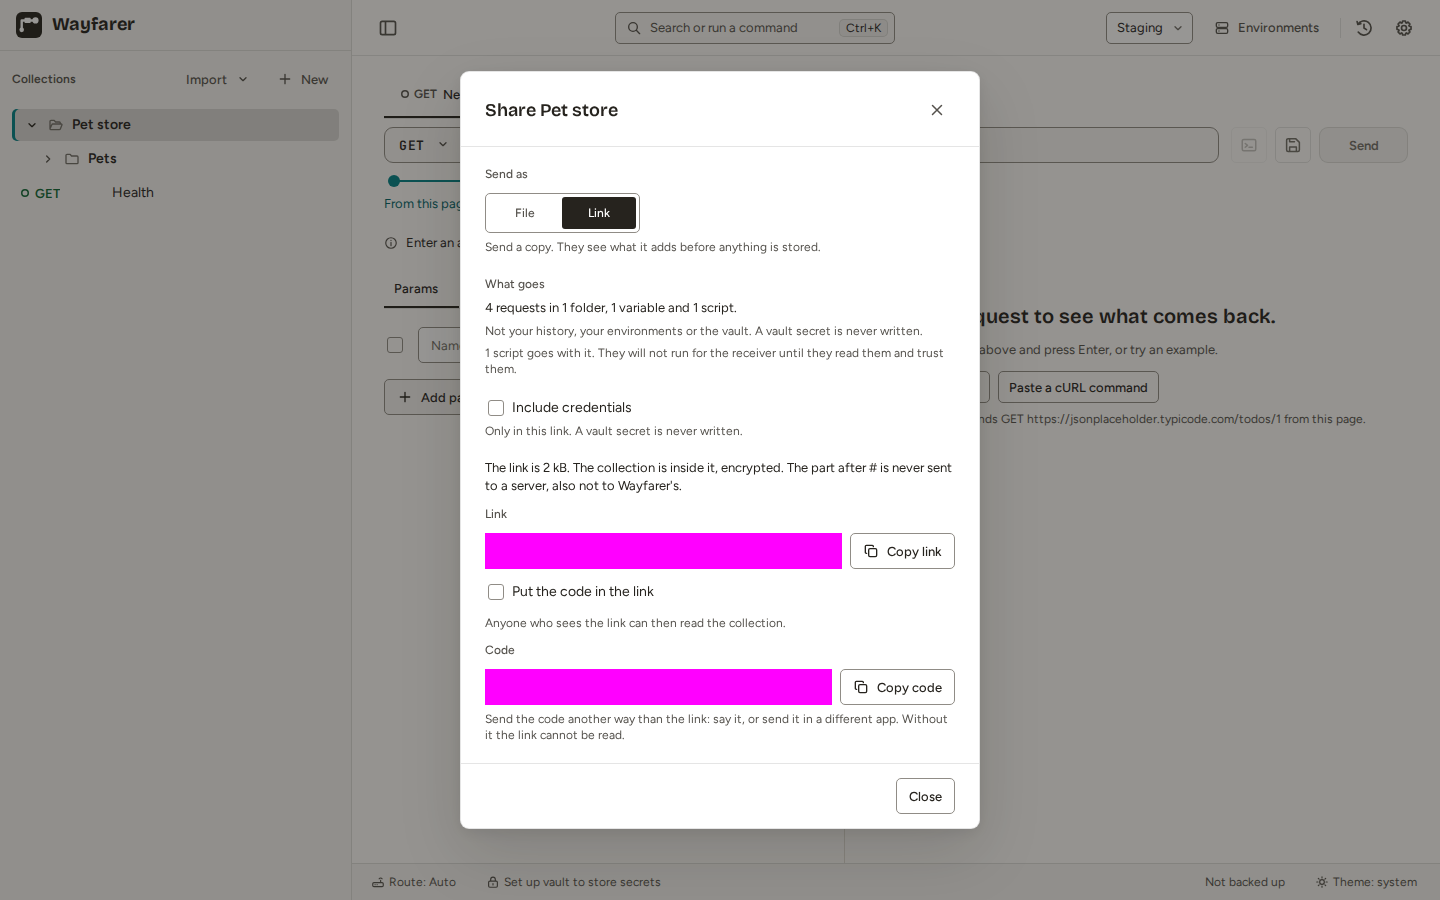 Wayfarer
Search or run a command
Ctrl+K
Staging
Environments
Collections
Import
New
Pet store
Pets
GET
Health
GET
Share Pet store
GET
Send
From this
Enter an
Params
Send as
File
Link
Send a copy. They see what it adds before anything is stored.
What goes
4 requests in 1 folder, 1 variable and 1 script.
Not your history, your environments or the vault. A vault secret is never written.
1 script goes with it. They will not run for the receiver until they read them and trust
them.
Include credentials
Only in this link. A vault secret is never written.
The link is 2 kB. The collection is inside it, encrypted. The part after # is never sent
to a server, also not to Wayfarer's.
Link
Copy link
Put the code in the link
Anyone who sees the link can then read the collection.
Code
Copy code
Send the code another way than the link: say it, or send it in a different app. Without
it the link cannot be read.
Close
Add
to see what comes back.
above and press Enter, or try an example.
Paste a cURL command
GET https://jsonplaceholder.typicode.com/todos/1 from this page.
Route: Auto
Set up vault to store secrets
Not backed up
Theme: system